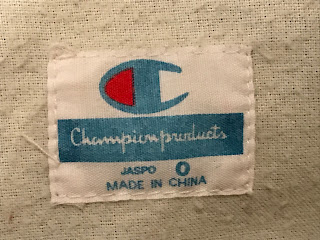 Champion products
JASPO O
MADE IN CHINA